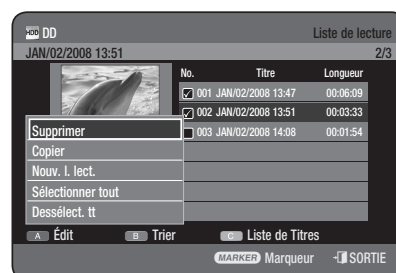 HDD DD Liste de lecture
JAN/02/2008 13:51 2/3
No. Titre Longueur
001 JAN/02/2008 13:47 00:06:09
002 JAN/02/2008 13:51 00:03:33
003 JAN/02/2008 14:08 00:01:54
Supprimer
Copier
Nouv. l. lect.
Sélectionner tout
Dessélect. tt
A Édit B Trier C Liste de Titres
MARKER Marqueur SORTIE